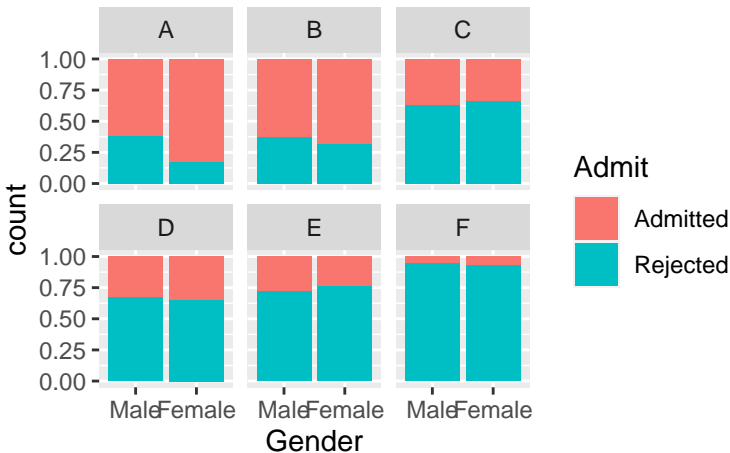 A B C
1.00
0.75
0.50
0.25
0.00
D E F
1.00
0.75
0.50
0.25
0.00
Male Female Male Female Male Female
Gender
count
Admit
Admitted
Rejected